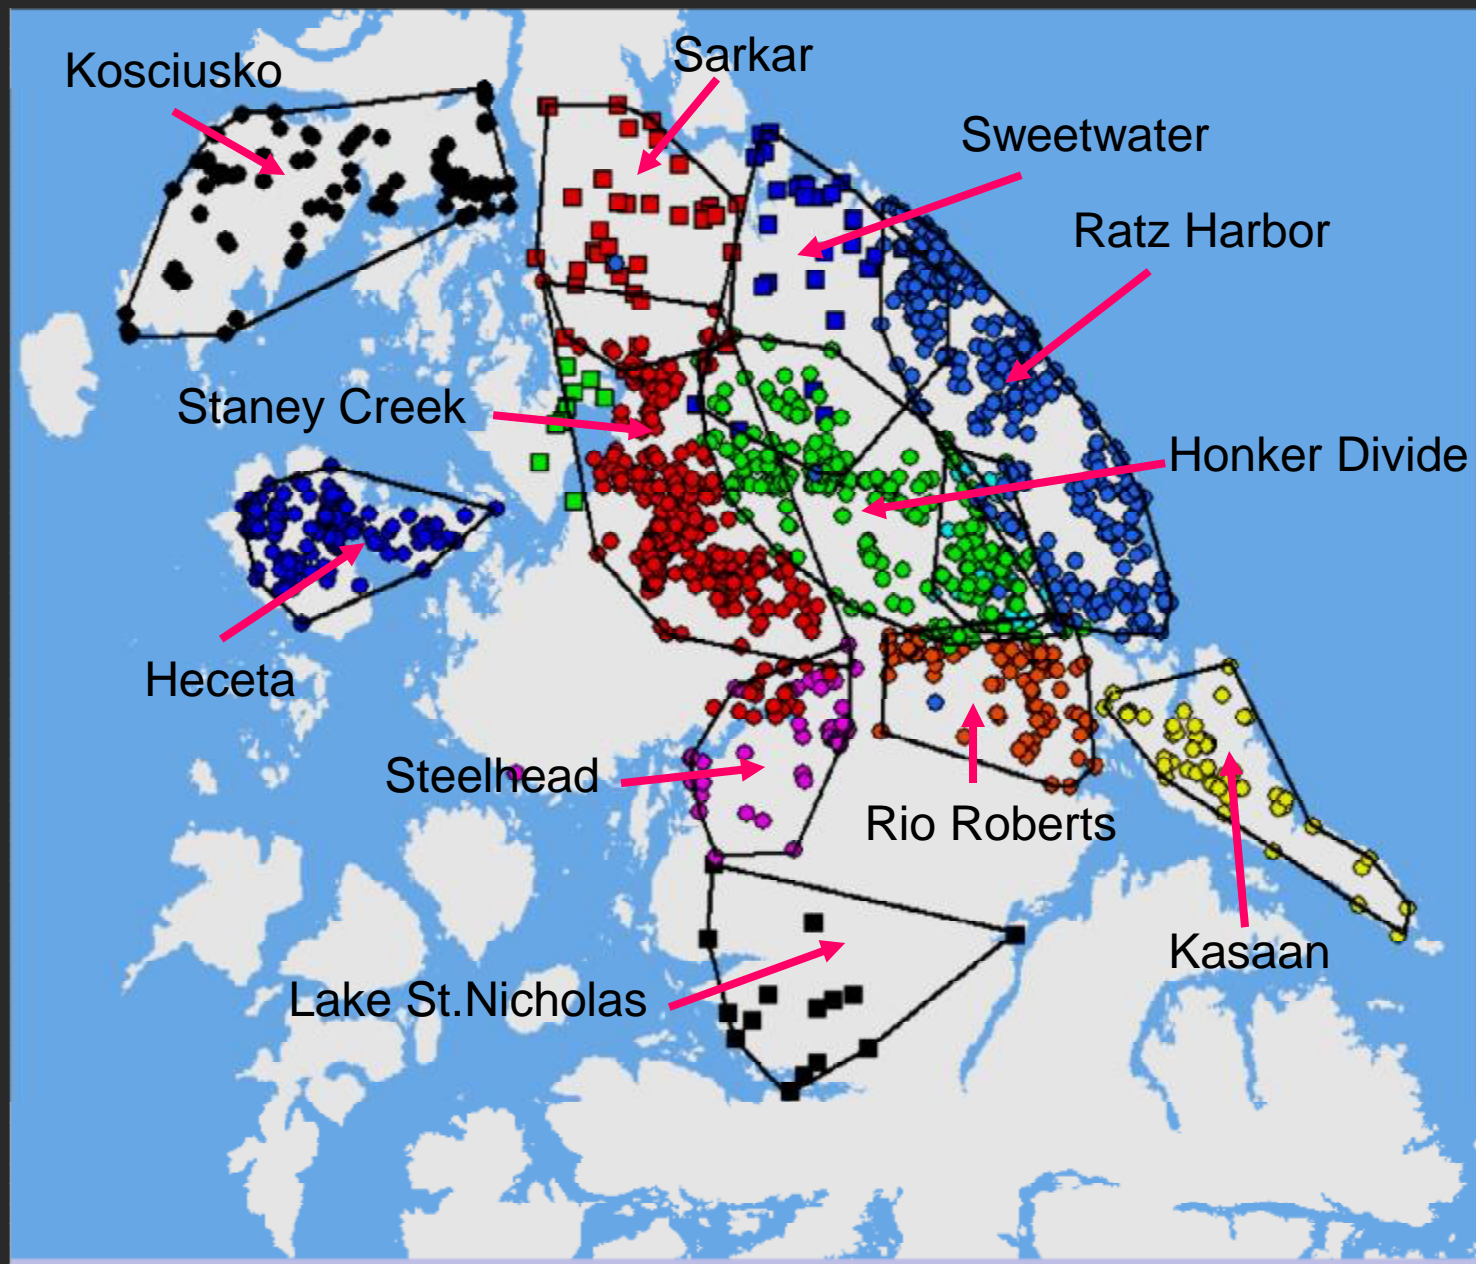 Kosciusko
Sarkar
Sweetwater
Ratz Harbor
Staney Creek
Honker Divide
Heceta
Steelhead
Rio Roberts
Kasaan
Lake St.Nicholas